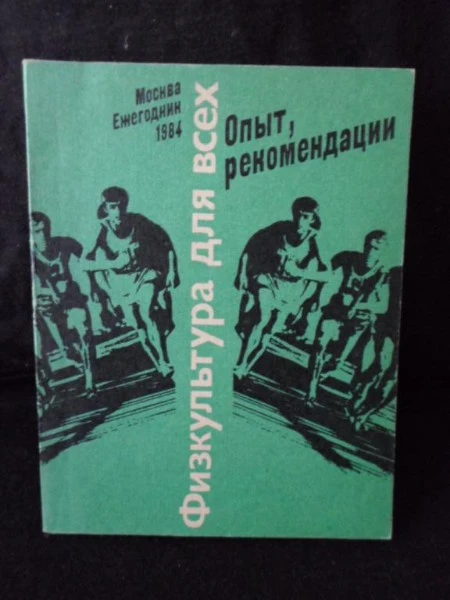 Москва
Ежегодник
1984
Физкультура для всех
Опыт,
рекомендации